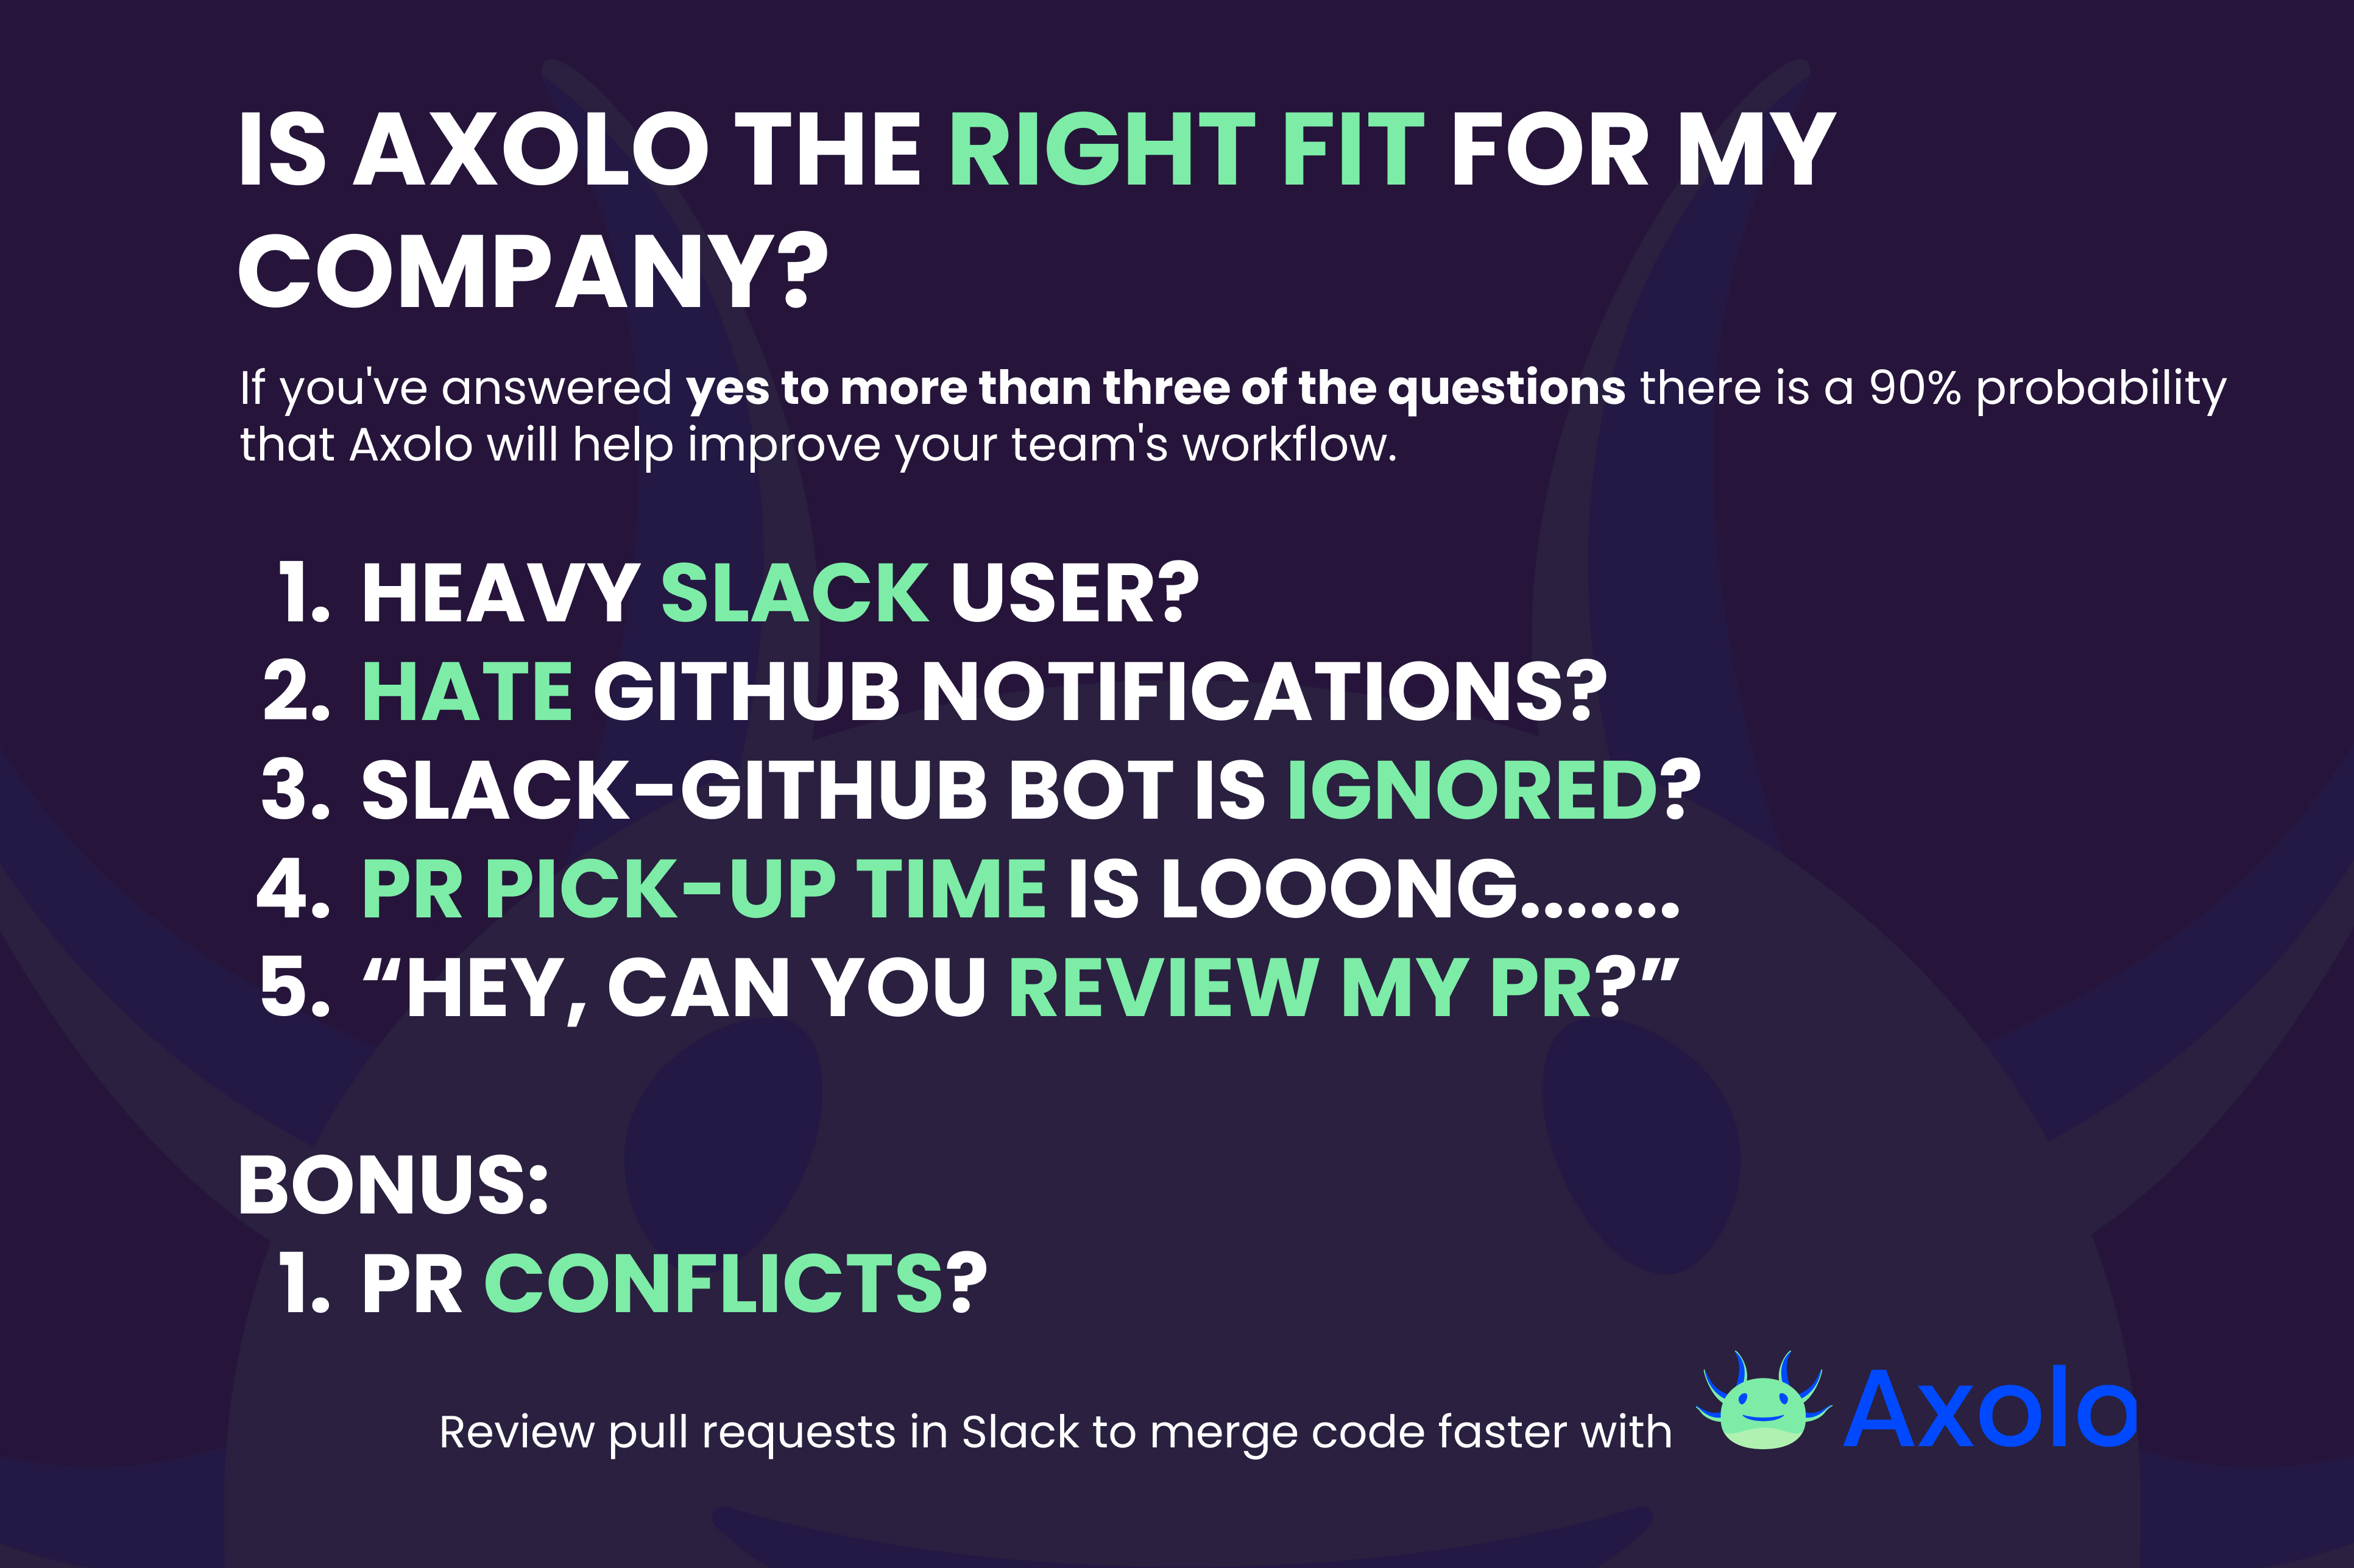 IS AXOLO THE RIGHT FIT FOR MY
COMPANY?
If you've answered yes to more than three of the questions there is a 90% probability
that Axolo will help improve your team's workflow.
1. HEAVY SLACK USER?
2. HATE GITHUB NOTIFICATIONS?
3. SLACK-GITHUB BOT IS IGNORED?
4. PR PICK-UP TIME IS LOOONG.......
5. “HEY, CAN YOU REVIEW MY PR?”
BONUS:
1. PR CONFLICTS?
Review pull requests in Slack to merge code faster with Axolo